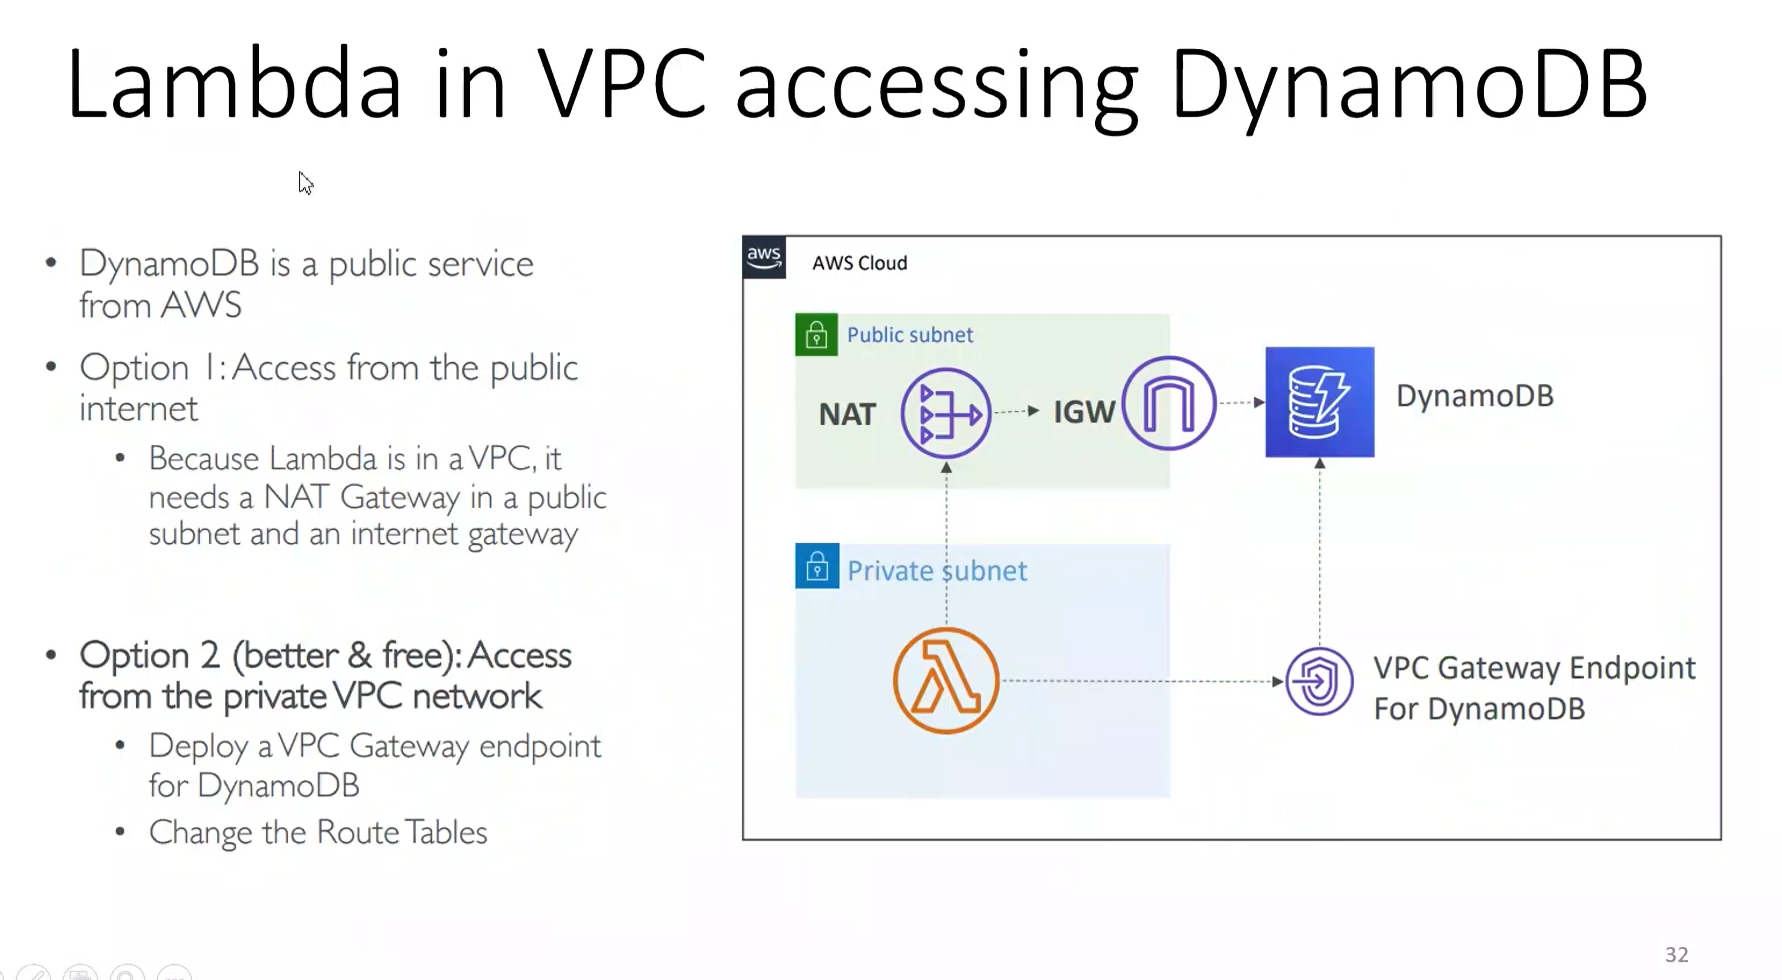 Lambda in VPC accessing DynamoDB
• DynamoDB is a public service
from AWS
• Option 1: Access from the public
internet
• Because Lambda is in a VPC, it
needs a NAT Gateway in a public
subnet and an internet gateway
• Option 2 (better & free): Access
from the private VPC network
• Deploy a VPC Gateway endpoint
for DynamoDB
• Change the Route Tables
aws
AWS Cloud
Public subnet
NAT
IGW
DynamoDB
Private subnet
VPC Gateway Endpoint
For DynamoDB
32